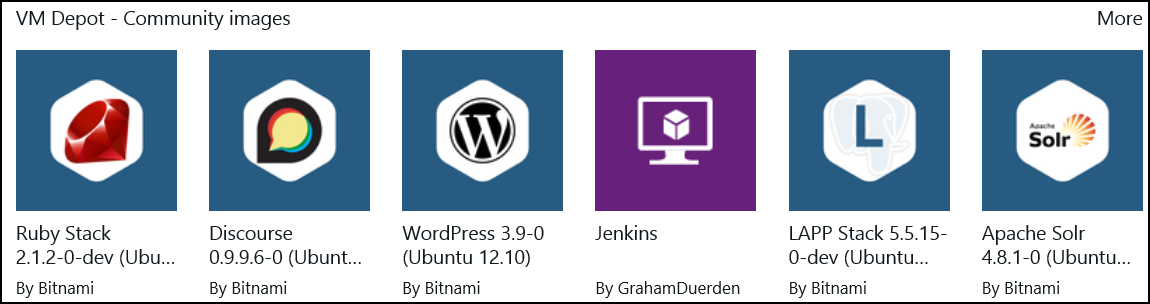 VM Depot - Community images
More
Apache
Solr
W
L
Ruby Stack
2.1.2-0-dev (Ubu...
By Bitnami
Discourse
0.9.9.6-0 (Ubunt...
By Bitnami
WordPress 3.9-0
(Ubuntu 12.10)
By Bitnami
Jenkins
By GrahamDuerden
LAPP Stack 5.5.15-
0-dev (Ubuntu...
By Bitnami
Apache Solr
4.8.1-0 (Ubuntu...
By Bitnami